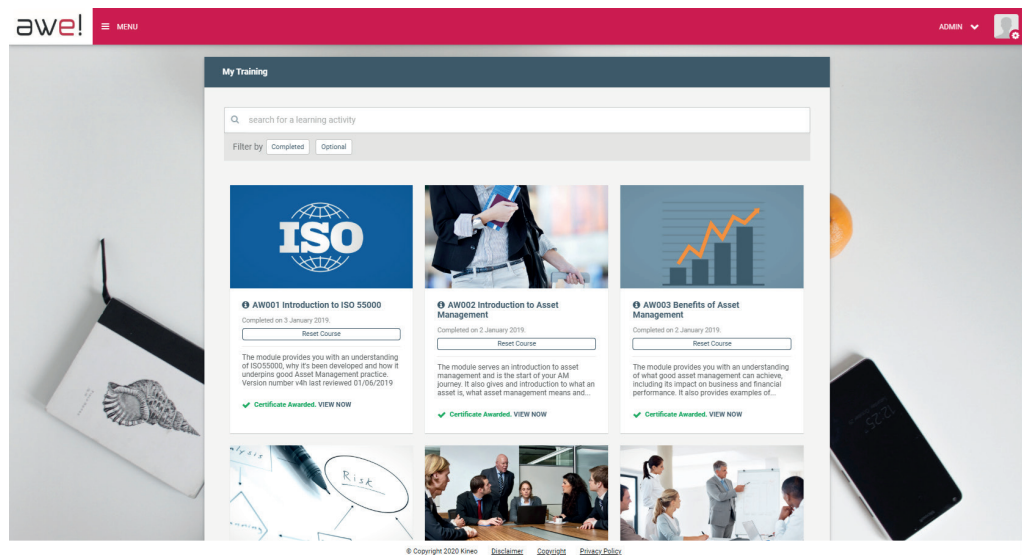 awe!
MENU
ADMIN
My Training
search for a learning activity
Filter by Completed Optional
ISO
AW001 Introduction to ISO 55000
Completed on 3 January 2019.
Reset Course
The module provides you with an understanding
of ISO55000, why it's been developed and how it
underpins good Asset Management practice.
Version number v4h last reviewed 01/06/2019
Certificate Awarded. VIEW NOW
AW002 Introduction to Asset
Management
Completed on 2 January 2019.
Reset Course
The module serves an introduction to asset
management and is the start of your AM
journey. It also gives and introduction to what an
asset is, what asset management means and...
Certificate Awarded. VIEW NOW
AW003 Benefits of Asset
Management
Completed on 2 January 2019.
Reset Course
The module provides you with an understanding
of what good asset management can achieve,
including its impact on business and financial
performance. It also provides examples of...
Certificate Awarded. VIEW NOW
Risk
12:25
© Copyright 2020 Kineo Disclaimer Copyright Privacy Policy